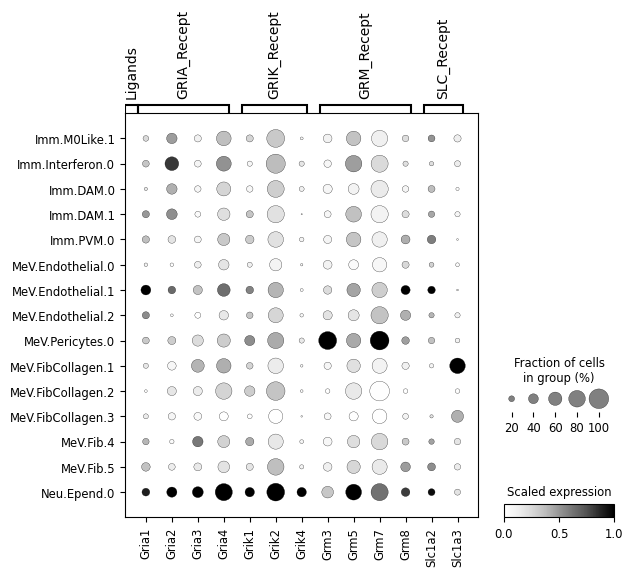 Ligands
GRIA_Recept
GRIK_Recept
GRM_Recept
SLC_Recept
Imm.M0Like.1
Imm.Interferon.0
Imm.DAM.0
Imm.DAM.1
Imm.PVM.0
MeV.Endothelial.0
MeV.Endothelial.1
MeV.Endothelial.2
MeV.Pericytes.0
MeV.FibCollagen.1
MeV.FibCollagen.2
MeV.FibCollagen.3
MeV.Fib.4
MeV.Fib.5
Neu.Epend.0
Gria1
Gria2
Gria3
Gria4
Grik1
Grik2
Grik4
Grm3
Grm5
Grm7
Grm8
Slc1a2
Slc1a3
Fraction of cells
in group (%)
20 40 60 80 100
Scaled expression
0.0 0.5 1.0